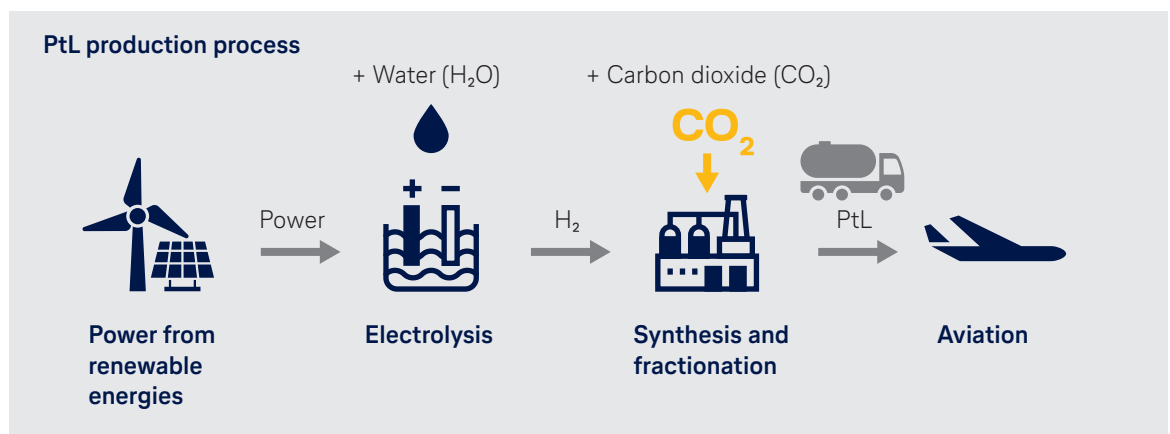 PtL production process
+ Water (H₂O)
+ Carbon dioxide (CO₂)
CO₂
+ −
Power
H₂
PtL
Power from
renewable
energies
Electrolysis
Synthesis and
fractionation
Aviation